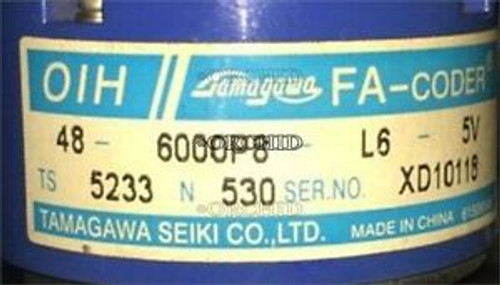 OIH Tamagawa FA-CODER
48 - 6000P8 - L6 - 5V
TS 5233 N 530 SER.NO. XD10118
TAMAGAWA SEIKI CO.,LTD. MADE IN CHINA
ORCHID